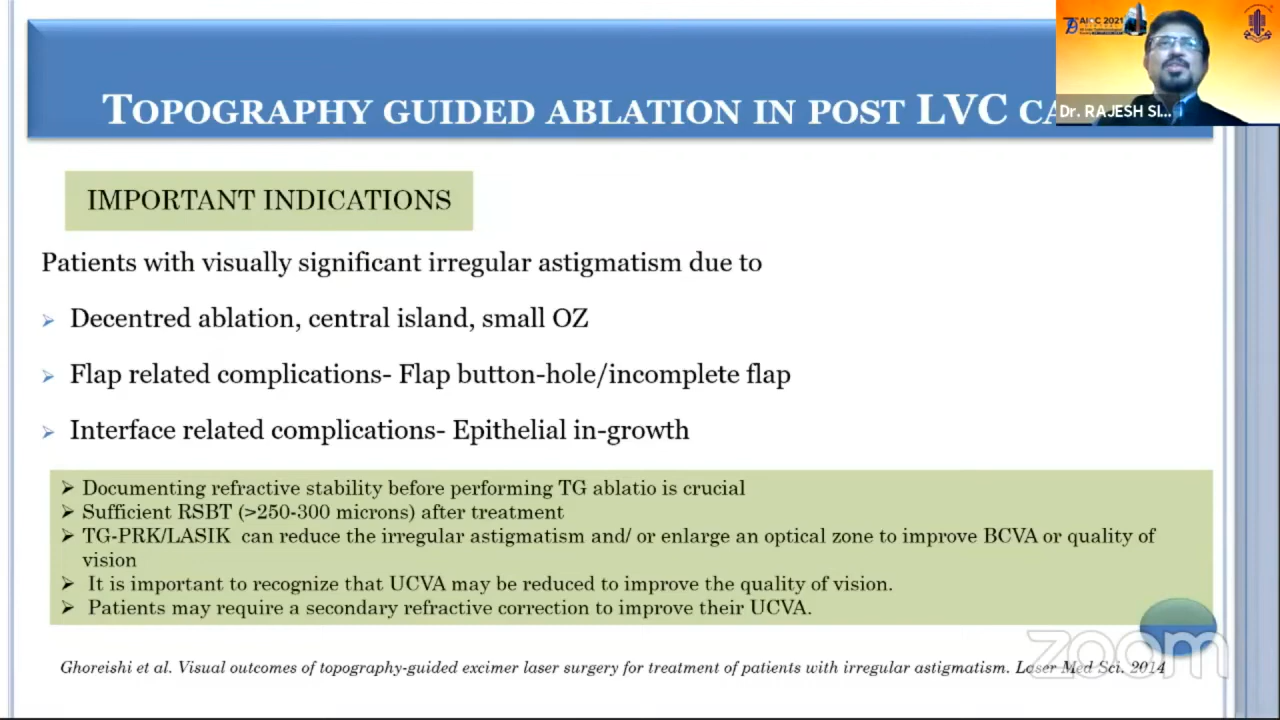 TOPOGRAPHY GUIDED ABLATION IN POST LVC CA
AIOC 2021
Dr. RAJESH SI...
IMPORTANT INDICATIONS
Patients with visually significant irregular astigmatism due to
➢ Decentred ablation, central island, small OZ
➢ Flap related complications- Flap button-hole/incomplete flap
➢ Interface related complications- Epithelial in-growth
➢ Documenting refractive stability before performing TG ablatio is crucial
➢ Sufficient RSBT (>250-300 microns) after treatment
➢ TG-PRK/LASIK can reduce the irregular astigmatism and/ or enlarge an optical zone to improve BCVA or quality of
vision
➢ It is important to recognize that UCVA may be reduced to improve the quality of vision.
➢ Patients may require a secondary refractive correction to improve their UCVA.
zoom
Ghoreishi et al. Visual outcomes of topography-guided excimer laser surgery for treatment of patients with irregular astigmatism. Laser Med Sci. 2014